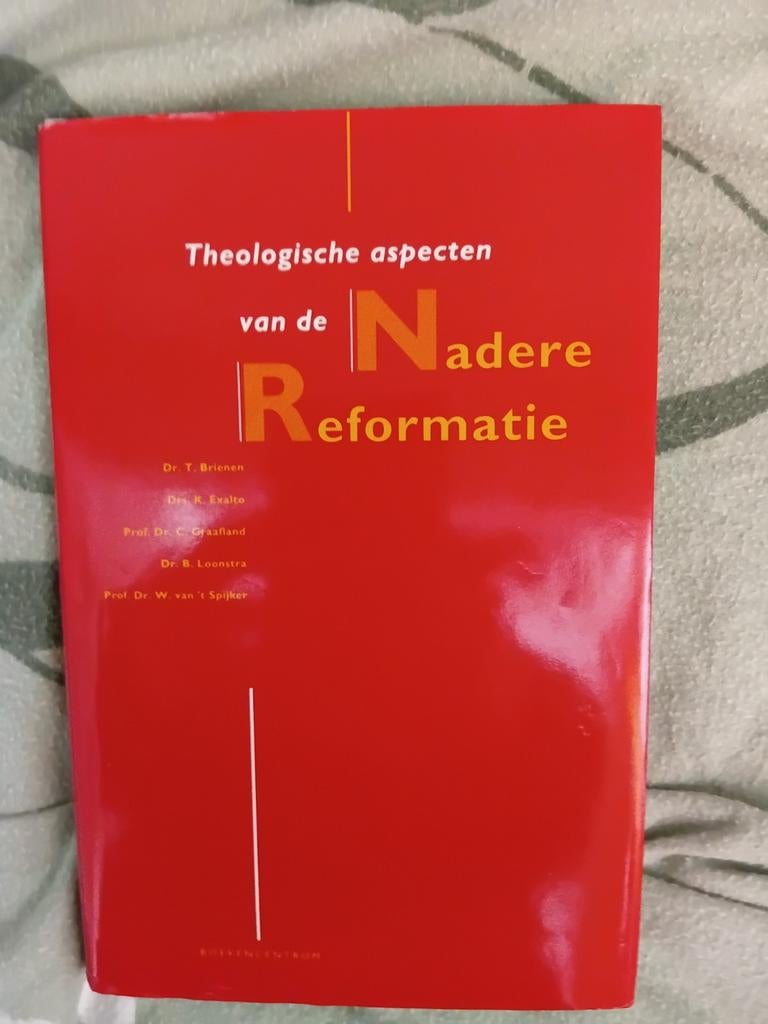 Theologische aspecten
van de Nadere
Reformatie
Dr. T. Brienen
Drs. K. Exalto
Prof. Dr. C. Graafland
Dr. B. Loonstra
Prof. Dr. W. van 't Spijker
BOEKENCENTRUM